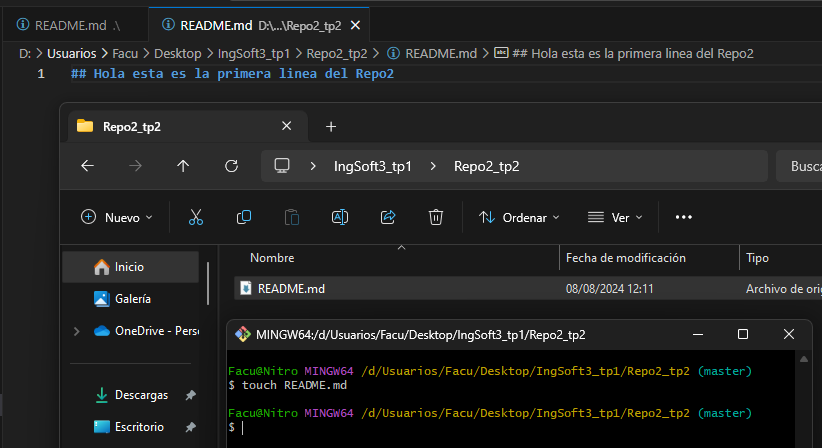 README.md .\
README.md D:\...\Repo2_tp2
D: > Usuarios > Facu > Desktop > IngSoft3_tp1 > Repo2_tp2 > README.md > ## Hola esta es la primera linea del Repo2
1 ## Hola esta es la primera linea del Repo2
Repo2_tp2
IngSoft3_tp1 > Repo2_tp2
Busca
Nuevo
Ordenar
Ver
Inicio
Galería
OneDrive - Perso
Descargas
Escritorio
Nombre
Fecha de modificación
Tipo
README.md
08/08/2024 12:11
Archivo de orig
MINGW64:/d/Usuarios/Facu/Desktop/IngSoft3_tp1/Repo2_tp2
Facu@Nitro MINGW64 /d/Usuarios/Facu/Desktop/IngSoft3_tp1/Repo2_tp2 (master)
$ touch README.md
Facu@Nitro MINGW64 /d/Usuarios/Facu/Desktop/IngSoft3_tp1/Repo2_tp2 (master)
$